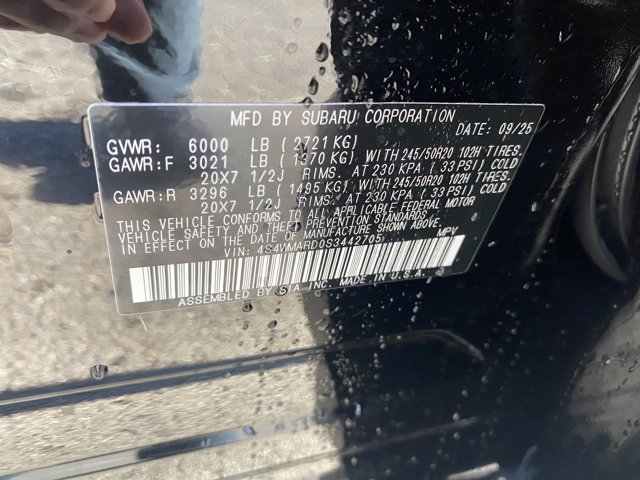 MFD BY SUBARU CORPORATION
DATE: 09/25
GVWR: 6000 LB ( 2721 KG)
GAWR:F 3021 LB ( 1370 KG) WITH 245/50R20 102H TIRES.
20X7 1/2J RIMS. AT 230 KPA ( 33 PSI) COLD
GAWR:R 3296 LB ( 1495 KG) WITH 245/50R20 102H TIRES.
20X7 1/2J RIMS. AT 230 KPA ( 33 PSI) COLD
THIS VEHICLE CONFORMS TO ALL APPLICABLE FEDERAL MOTOR
VEHICLE SAFETY AND THEFT PREVENTION STANDARDS
IN EFFECT ON THE DATE OF MANUFACTURE SHOWN ABOVE.
VIN: 4S4VMARD0S3442705 MPV
ASSEMBLED BY SIA INC. MADE IN U.S.A.